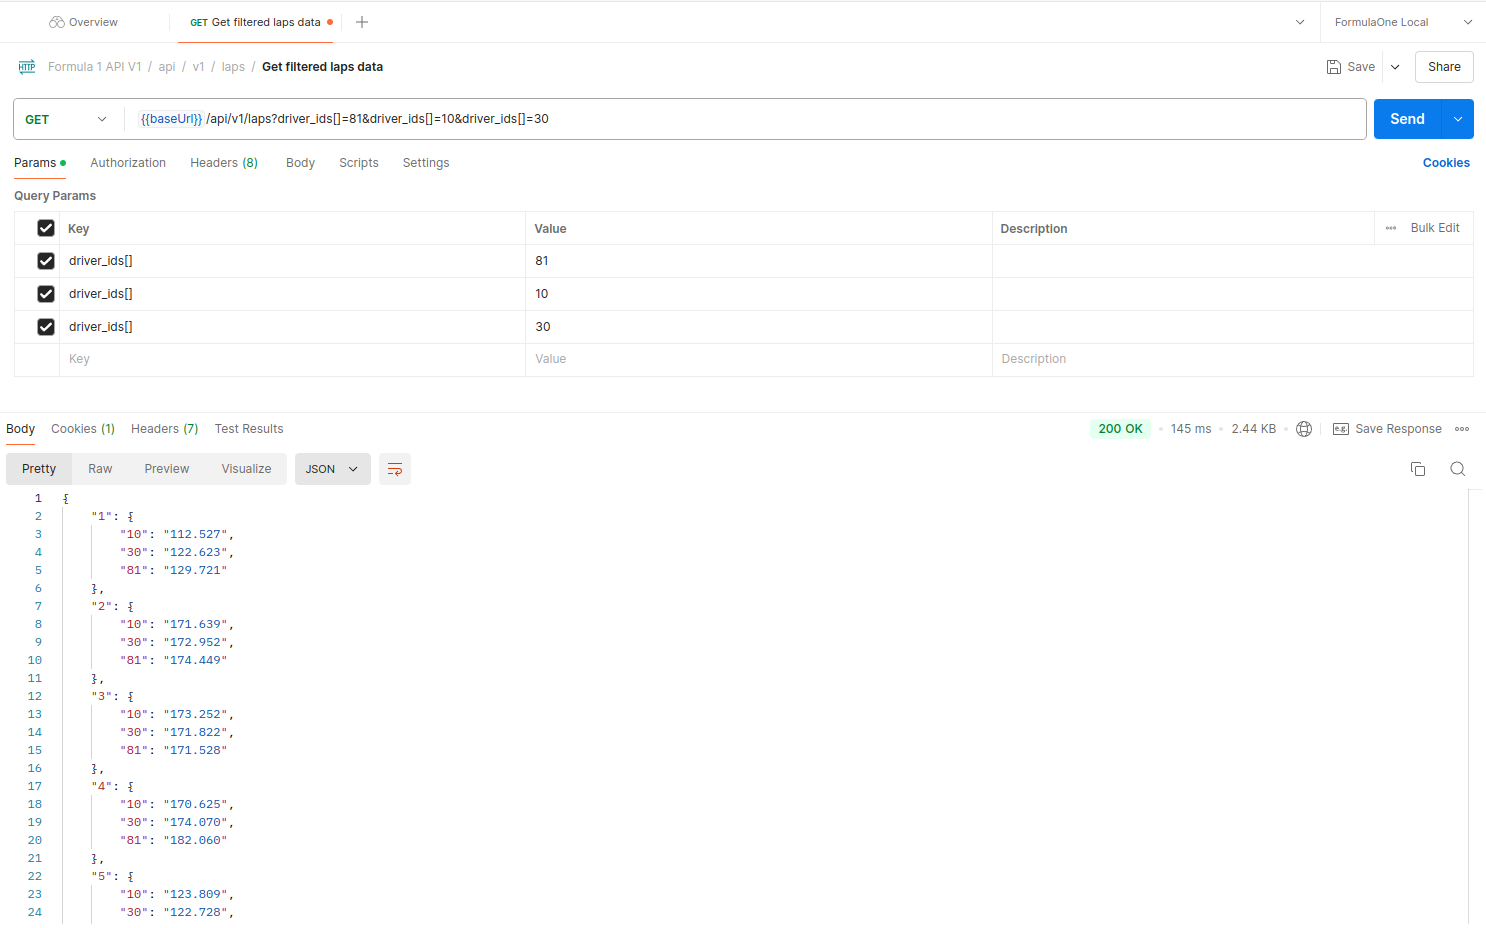 Overview GET Get filtered laps data FormulaOne Local
HTTP Formula 1 API V1 / api / v1 / laps / Get filtered laps data Save Share
GET {{baseUrl}} /api/v1/laps?driver_ids[]=81&driver_ids[]=10&driver_ids[]=30 Send
Params Authorization Headers (8) Body Scripts Settings Cookies
Query Params
Key Value Description Bulk Edit
driver_ids[] 81
driver_ids[] 10
driver_ids[] 30
Key Value Description
Body Cookies (1) Headers (7) Test Results 200 OK 145 ms 2.44 KB e.g. Save Response
Pretty Raw Preview Visualize JSON
1 {
2 "1": {
3 "10": "112.527",
4 "30": "122.623",
5 "81": "129.721"
6 },
7 "2": {
8 "10": "171.639",
9 "30": "172.952",
10 "81": "174.449"
11 },
12 "3": {
13 "10": "173.252",
14 "30": "171.822",
15 "81": "171.528"
16 },
17 "4": {
18 "10": "170.625",
19 "30": "174.070",
20 "81": "182.060"
21 },
22 "5": {
23 "10": "123.809",
24 "30": "122.728",